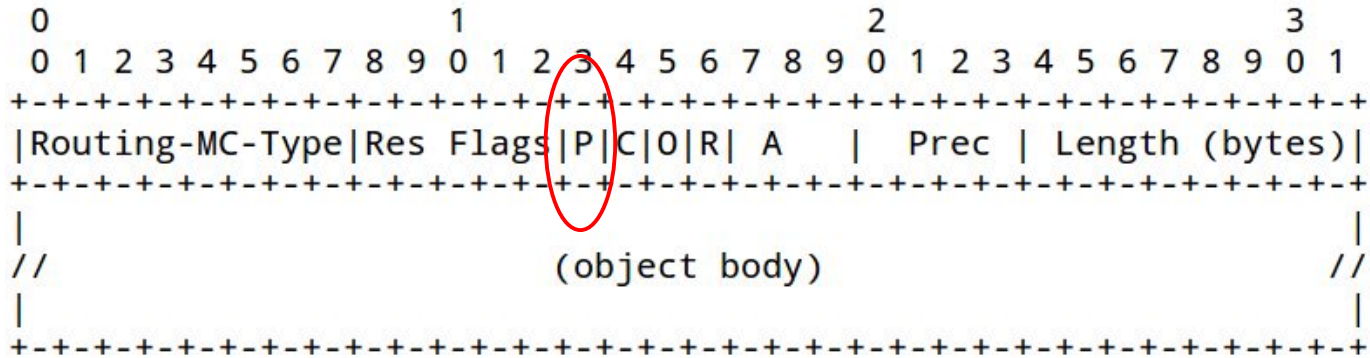 0                   1                   2                   3
 0 1 2 3 4 5 6 7 8 9 0 1 2 3 4 5 6 7 8 9 0 1 2 3 4 5 6 7 8 9 0 1
+-+-+-+-+-+-+-+-+-+-+-+-+-+-+-+-+-+-+-+-+-+-+-+-+-+-+-+-+-+-+-+-+
|Routing-MC-Type|Res Flags|P|C|O|R| A   |  Prec | Length (bytes)|
+-+-+-+-+-+-+-+-+-+-+-+-+-+-+-+-+-+-+-+-+-+-+-+-+-+-+-+-+-+-+-+-+
|                                                               |
//                        (object body)                        //
|                                                               |
+-+-+-+-+-+-+-+-+-+-+-+-+-+-+-+-+-+-+-+-+-+-+-+-+-+-+-+-+-+-+-+-+